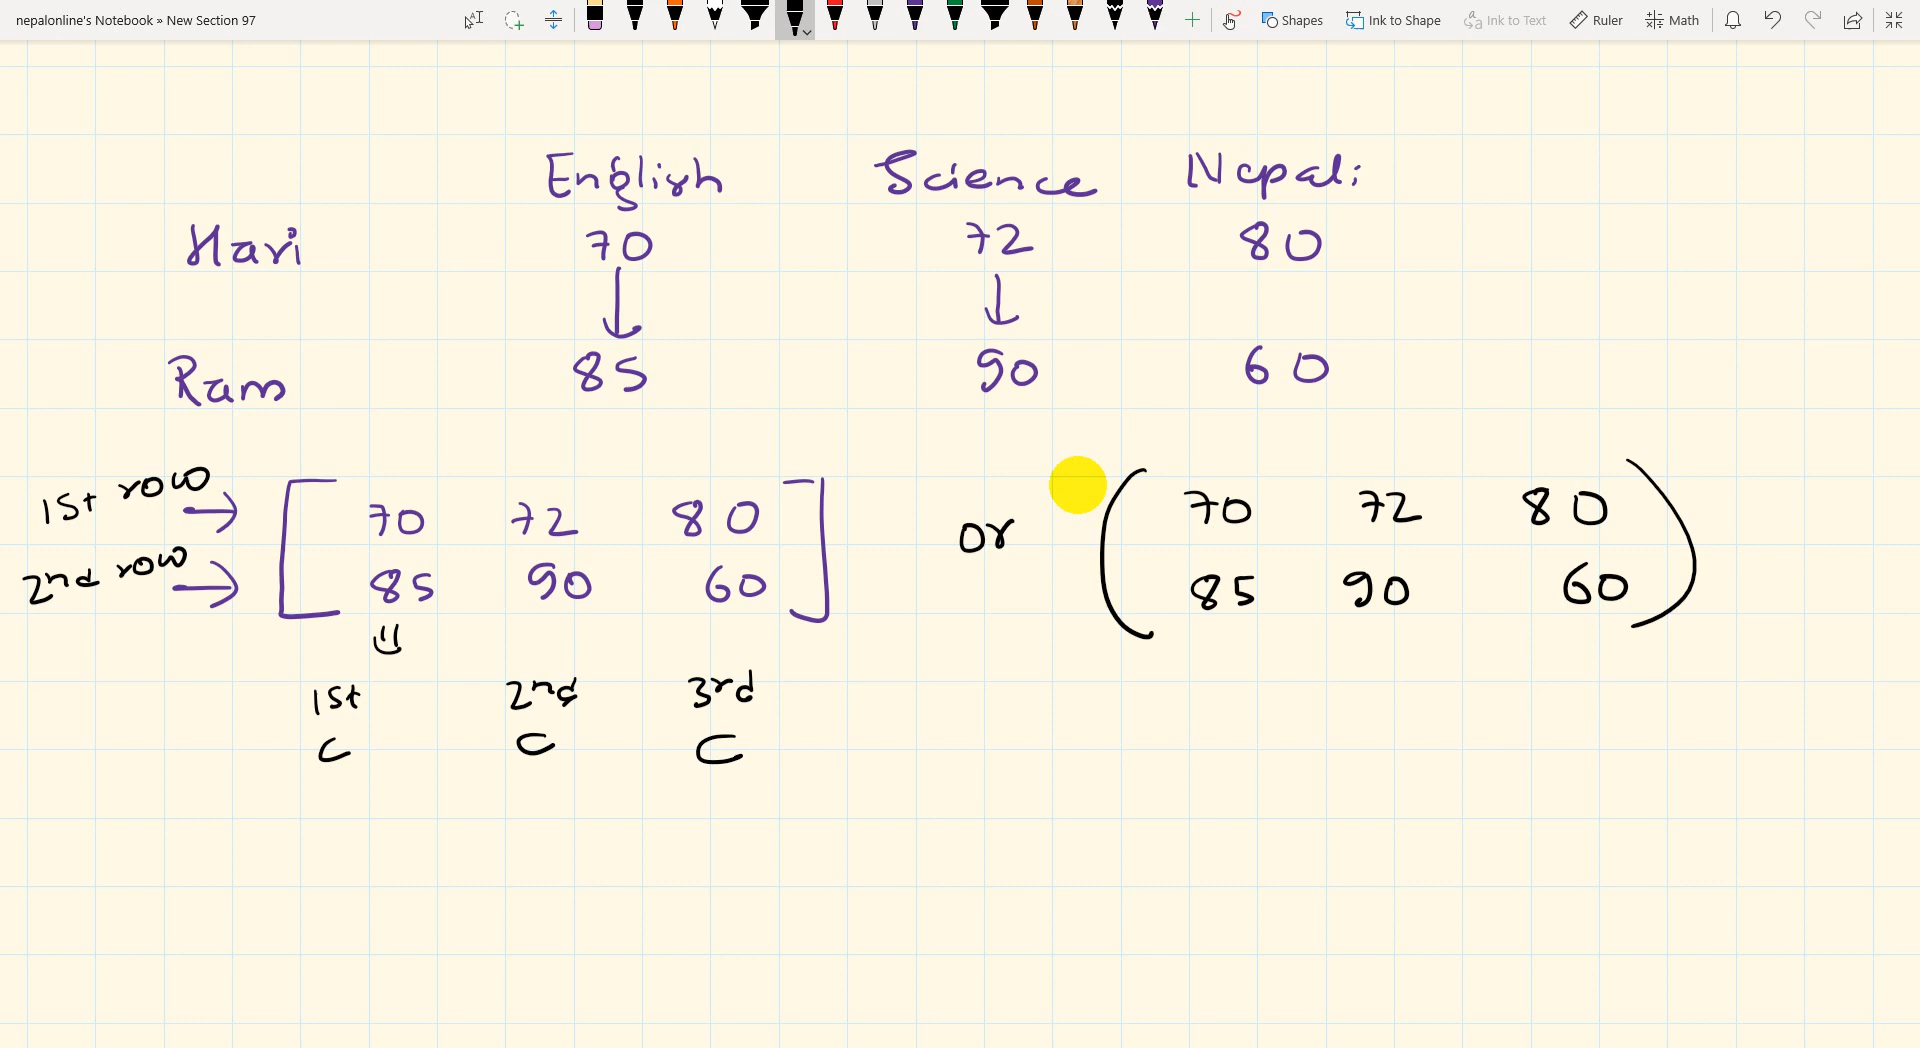 nepalonline's Notebook » New Section 97
Shapes Ink to Shape Ink to Text Ruler Math
English Science Nepali
Hari 70 72 80
Ram 85 90 60
1st row → [ 70 72 80 ] or ( 70 72 80 )
2nd row → [ 85 90 60 ] ( 85 90 60 )
1st 2nd 3rd
C C C